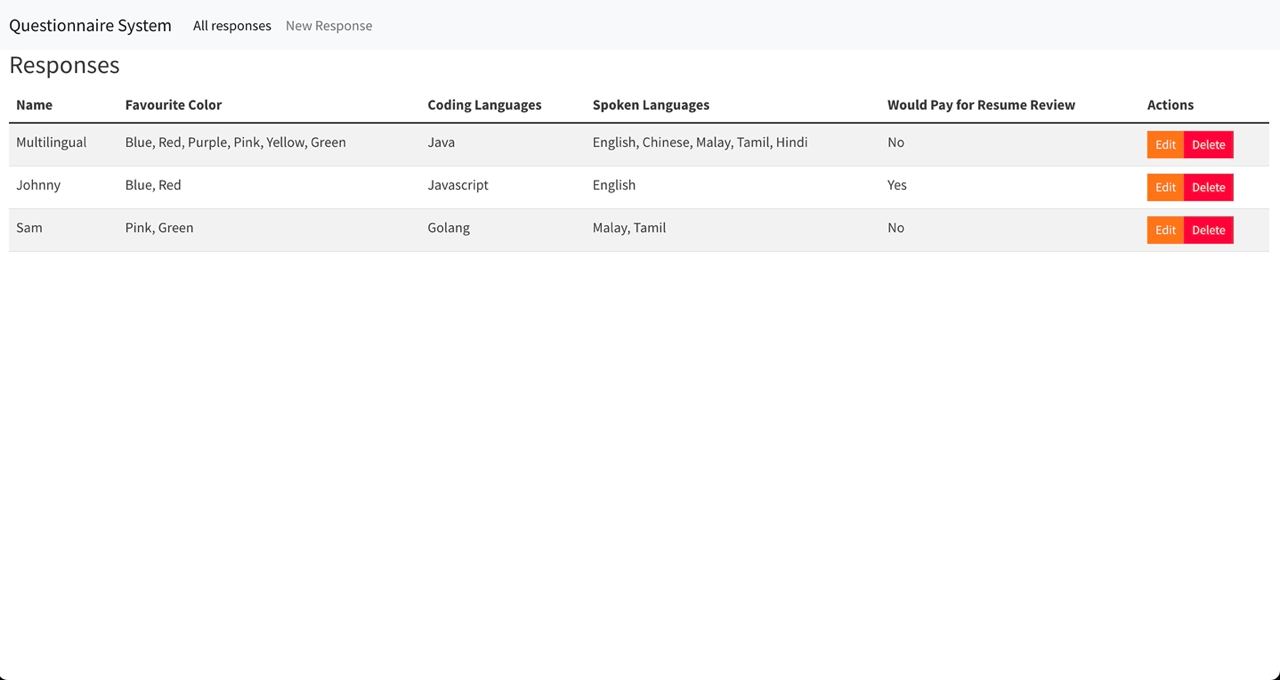 Questionnaire System All responses New Response
Responses
Name Favourite Color Coding Languages Spoken Languages Would Pay for Resume Review Actions
Multilingual Blue, Red, Purple, Pink, Yellow, Green Java English, Chinese, Malay, Tamil, Hindi No Edit Delete
Johnny Blue, Red Javascript English Yes Edit Delete
Sam Pink, Green Golang Malay, Tamil No Edit Delete